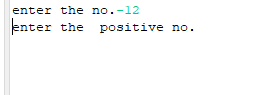 enter the no.-12
enter the  positive no.